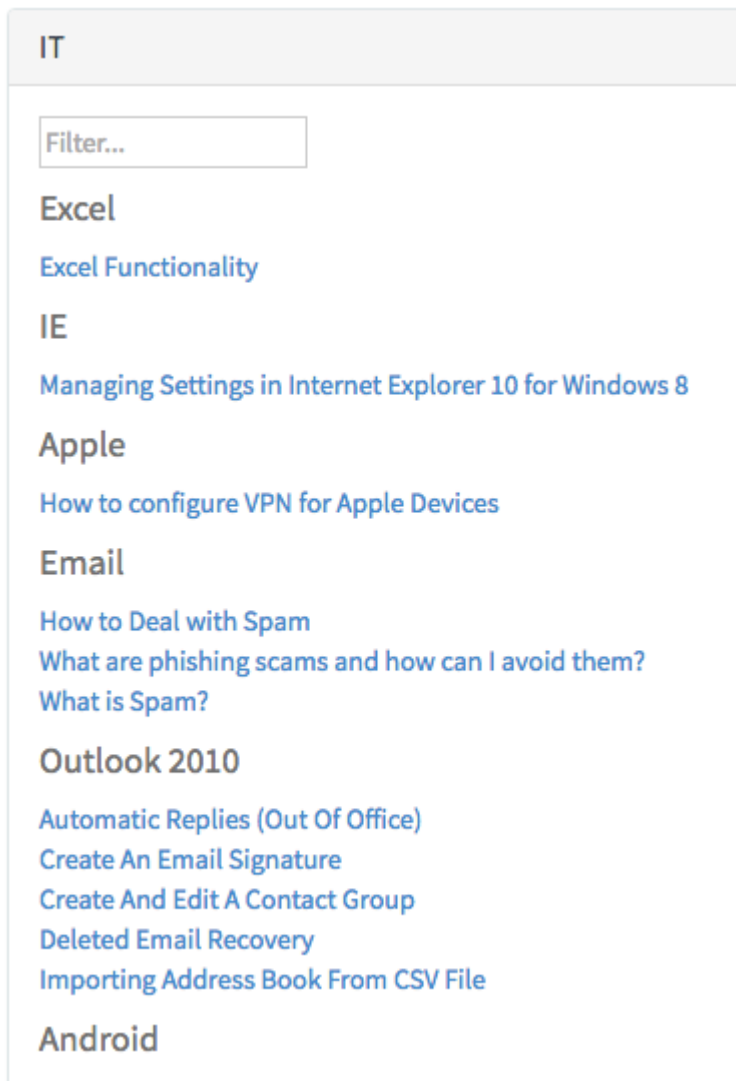 IT
Filter...
Excel
Excel Functionality
IE
Managing Settings in Internet Explorer 10 for Windows 8
Apple
How to configure VPN for Apple Devices
Email
How to Deal with Spam
What are phishing scams and how can I avoid them?
What is Spam?
Outlook 2010
Automatic Replies (Out Of Office)
Create An Email Signature
Create And Edit A Contact Group
Deleted Email Recovery
Importing Address Book From CSV File
Android